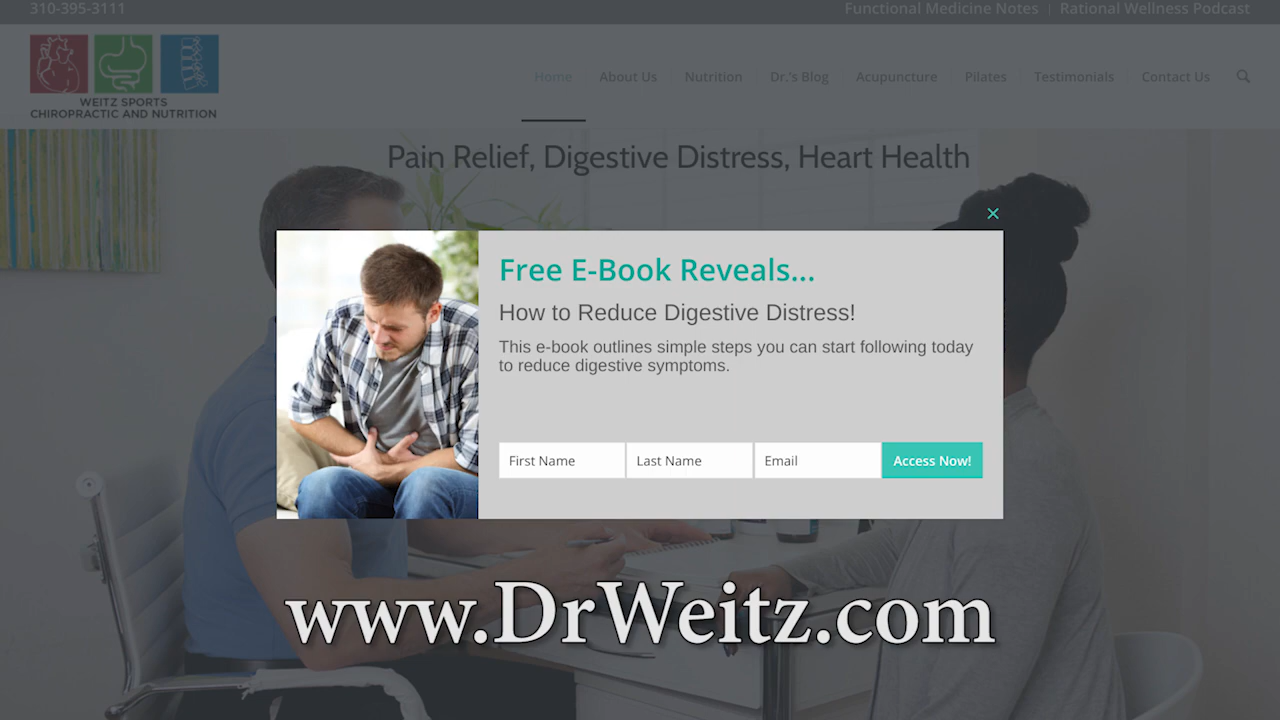 310-395-3111
Functional Medicine Notes | Rational Wellness Podcast
WEITZ SPORTS
CHIROPRACTIC AND NUTRITION
Home
About Us
Nutrition
Dr.'s Blog
Acupuncture
Pilates
Testimonials
Contact Us
Pain Relief, Digestive Distress, Heart Health
Free E-Book Reveals...
How to Reduce Digestive Distress!
This e-book outlines simple steps you can start following today
to reduce digestive symptoms.
First Name
Last Name
Email
Access Now!
www.DrWeitz.com